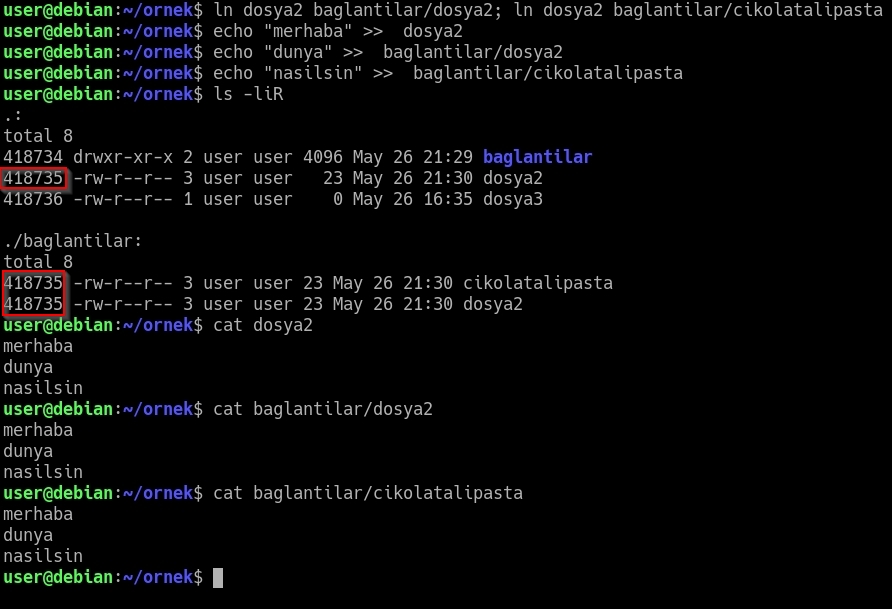 user@debian:~/ornek$ ln dosya2 baglantilar/dosya2; ln dosya2 baglantilar/cikolatalipasta
user@debian:~/ornek$ echo "merhaba" >>  dosya2
user@debian:~/ornek$ echo "dunya" >>  baglantilar/dosya2
user@debian:~/ornek$ echo "nasilsin" >>  baglantilar/cikolatalipasta
user@debian:~/ornek$ ls -liR
.:
total 8
418734 drwxr-xr-x 2 user user 4096 May 26 21:29 baglantilar
418735 -rw-r--r-- 3 user user   23 May 26 21:30 dosya2
418736 -rw-r--r-- 1 user user    0 May 26 16:35 dosya3

./baglantilar:
total 8
418735 -rw-r--r-- 3 user user 23 May 26 21:30 cikolatalipasta
418735 -rw-r--r-- 3 user user 23 May 26 21:30 dosya2
user@debian:~/ornek$ cat dosya2
merhaba
dunya
nasilsin
user@debian:~/ornek$ cat baglantilar/dosya2
merhaba
dunya
nasilsin
user@debian:~/ornek$ cat baglantilar/cikolatalipasta
merhaba
dunya
nasilsin
user@debian:~/ornek$